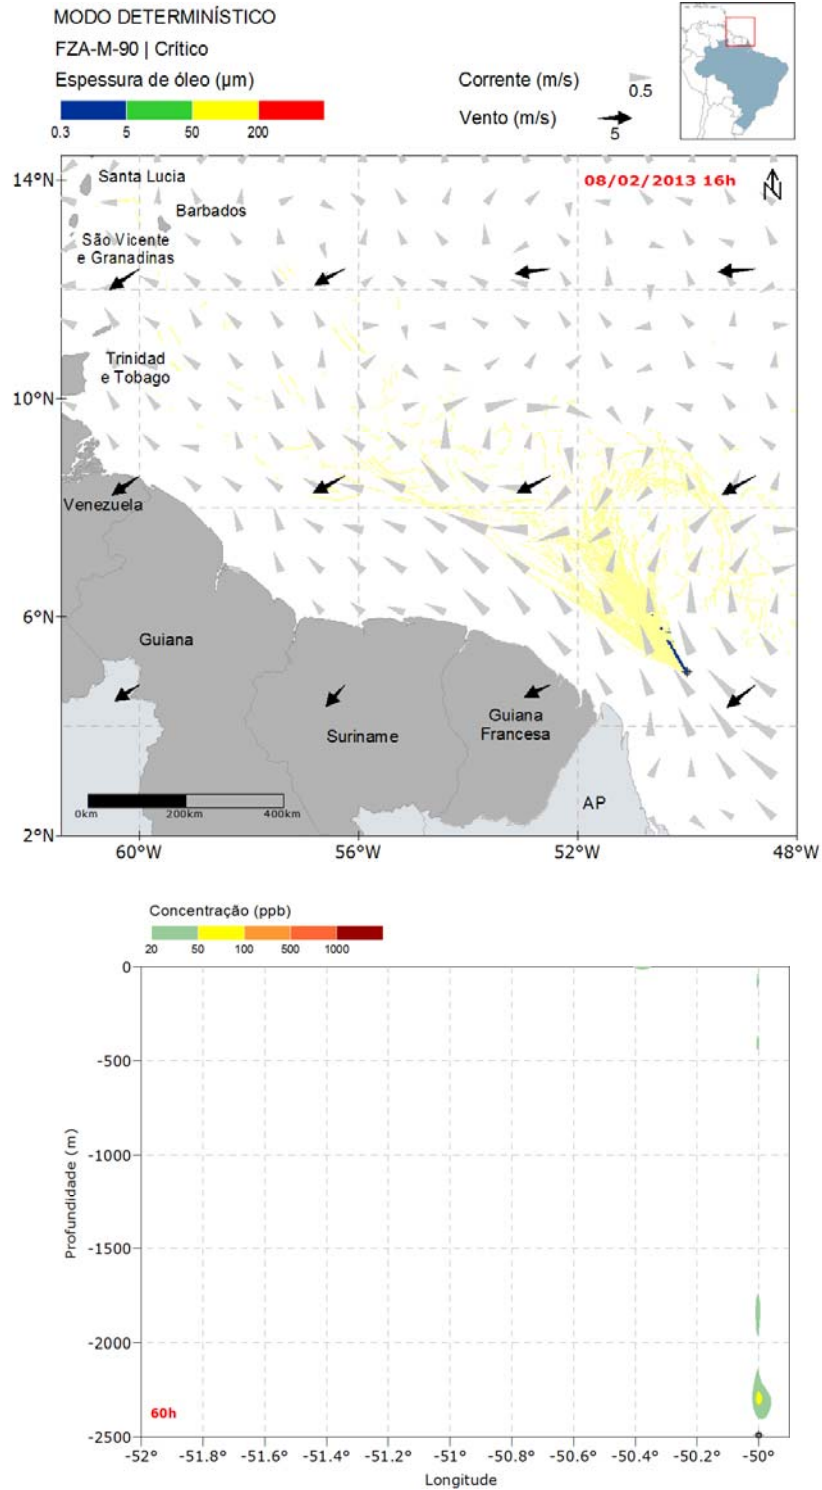 MODO DETERMINÍSTICO
FZA-M-90 | Crítico
Espessura de óleo (μm)
0.3 5 50 200
Corrente (m/s)
0.5
Vento (m/s)
5
08/02/2013 16h
N
14°N
10°N
6°N
2°N
Santa Lucia
Barbados
São Vicente
e Granadinas
Trinidad
e Tobago
Venezuela
Guiana
Suriname
Guiana
Francesa
AP
0km 200km 400km
60°W 56°W 52°W 48°W
Concentração (ppb)
20 50 100 500 1000
Profundidade (m)
0
-500
-1000
-1500
-2000
-2500
60h
-52° -51.8° -51.6° -51.4° -51.2° -51° -50.8° -50.6° -50.4° -50.2° -50°
Longitude